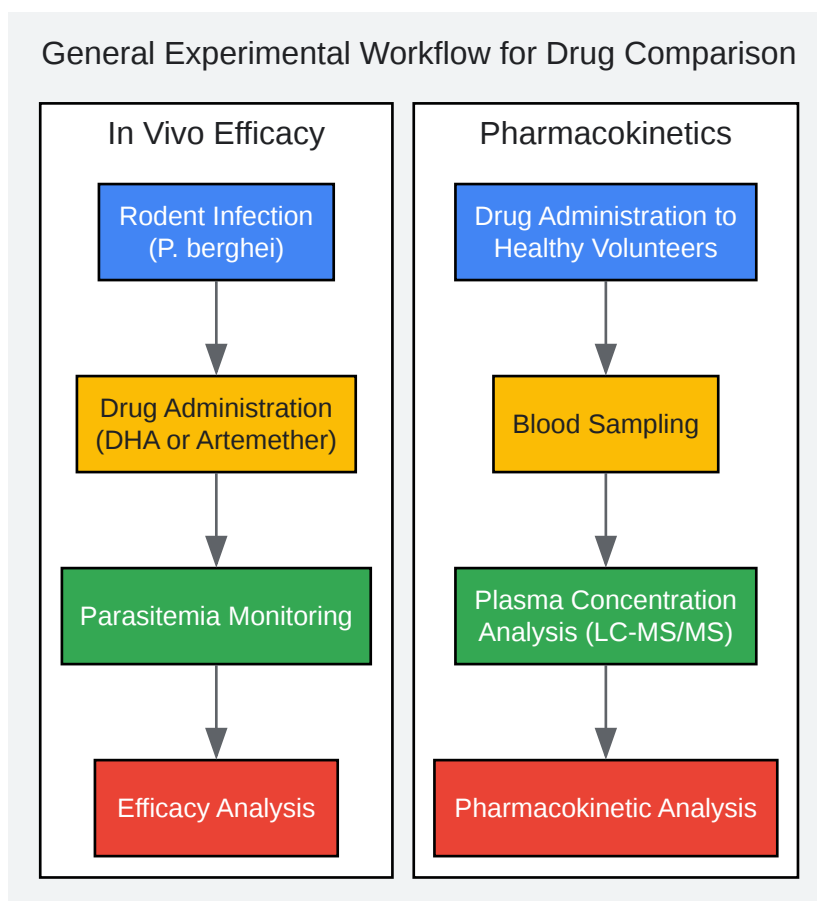 General Experimental Workflow for Drug Comparison
In Vivo Efficacy
Rodent Infection
(P. berghei)
Drug Administration
(DHA or Artemether)
Parasitemia Monitoring
Efficacy Analysis
Pharmacokinetics
Drug Administration to
Healthy Volunteers
Blood Sampling
Plasma Concentration
Analysis (LC-MS/MS)
Pharmacokinetic Analysis